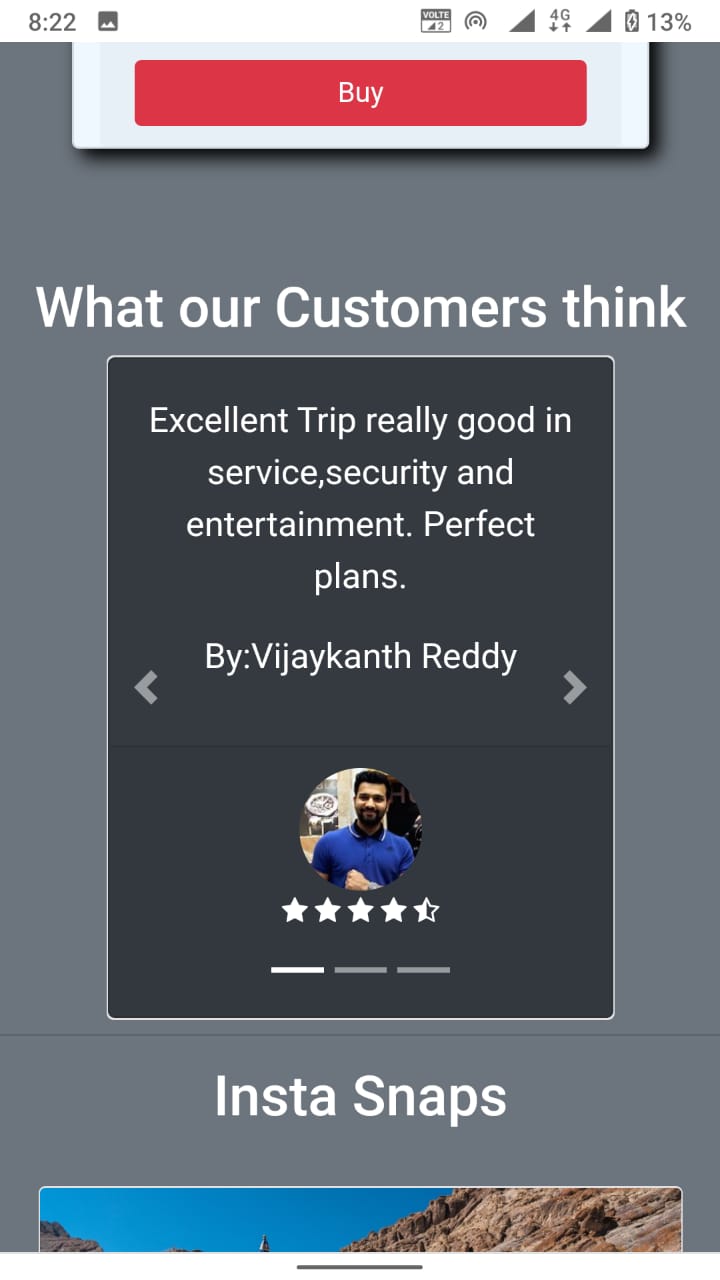 8:22
VOLTE
2
4G
13%
Buy
What our Customers think
Excellent Trip really good in
service,security and
entertainment. Perfect
plans.
By:Vijaykanth Reddy
Insta Snaps